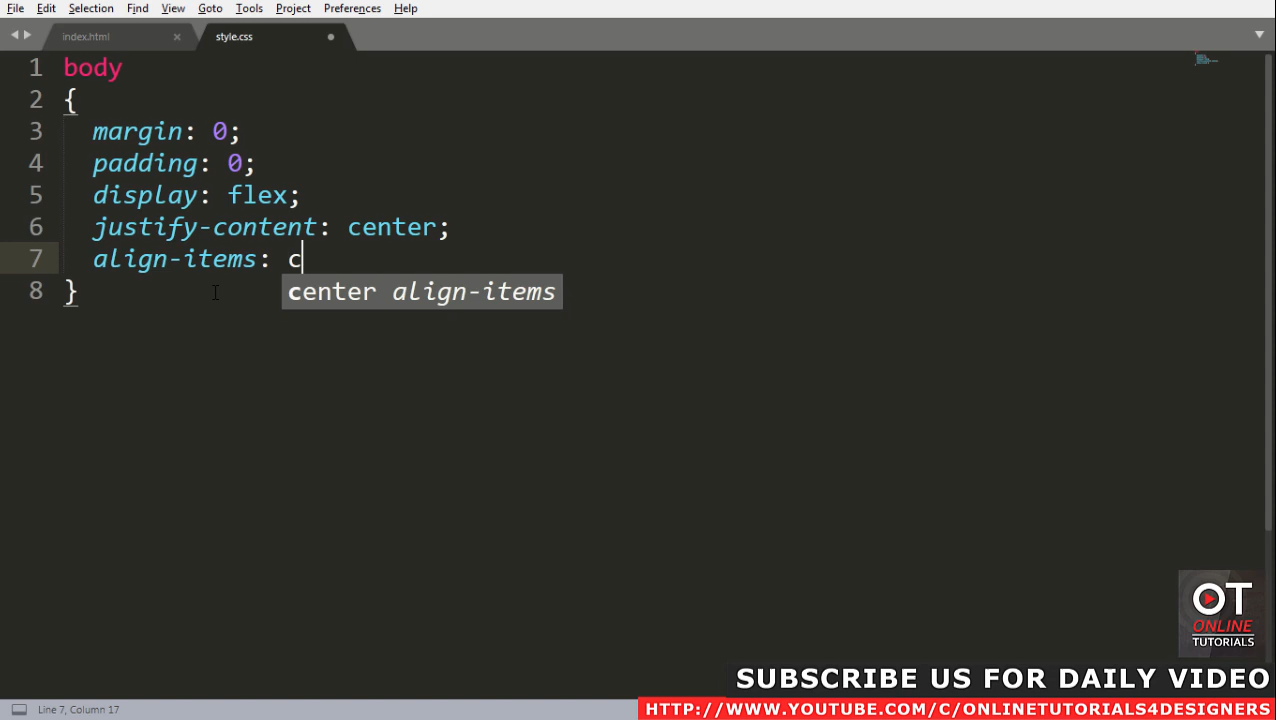 File Edit Selection Find View Goto Tools Project Preferences Help
index.html × style.css
1 body
2 {
3 margin: 0;
4 padding: 0;
5 display: flex;
6 justify-content: center;
7 align-items: c
8 }
center align-items
OT
ONLINE
TUTORIALS
SUBSCRIBE US FOR DAILY VIDEO
Line 7, Column 17
HTTP://WWW.YOUTUBE.COM/C/ONLINETUTORIALS4DESIGNERS